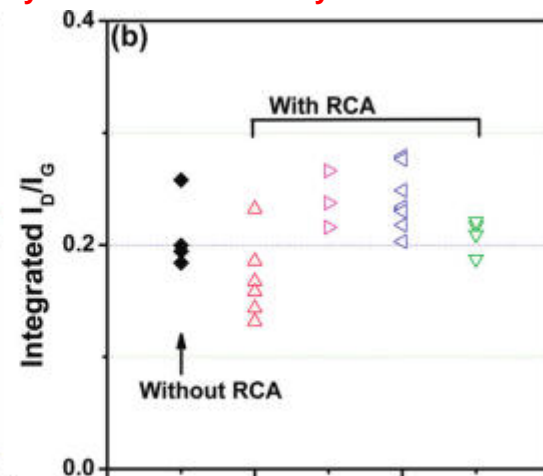 0.4
(b)
With RCA
Integrated I_D/I_G
0.2
Without RCA
0.0